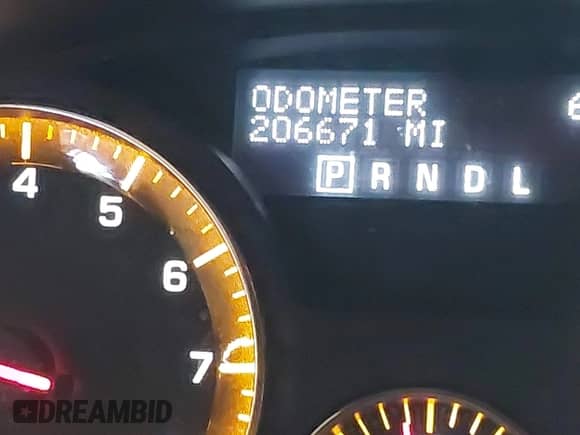 ODOMETER
206671 MI
P R N D L
4
5
6
7
DREAMBID